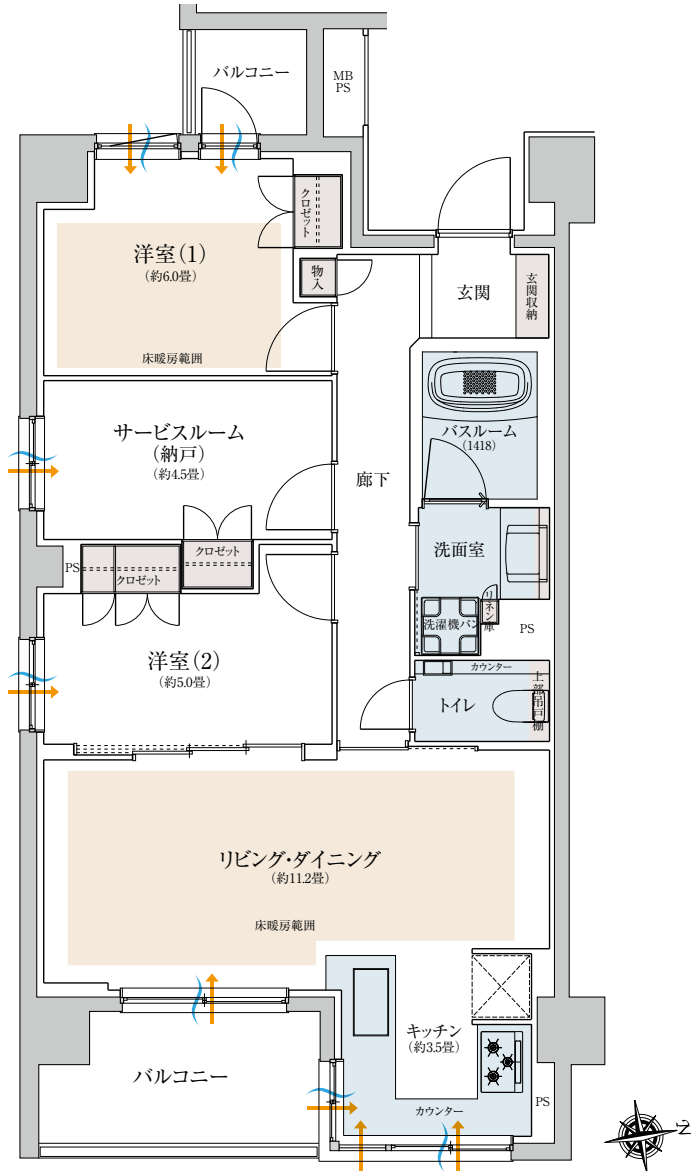 バルコニー
MB
PS
クロゼット
洋室(1)
(約6.0畳)
床暖房範囲
物入
玄関
玄関収納
バスルーム
(1418)
サービスルーム
(納戸)
(約4.5畳)
廊下
洗面室
リネン庫
洗濯機パン
PS
PS
クロゼット
クロゼット
洋室(2)
(約5.0畳)
カウンター
トイレ
上部吊戸棚
リビング・ダイニング
(約11.2畳)
床暖房範囲
キッチン
(約3.5畳)
カウンター
PS
バルコニー
N